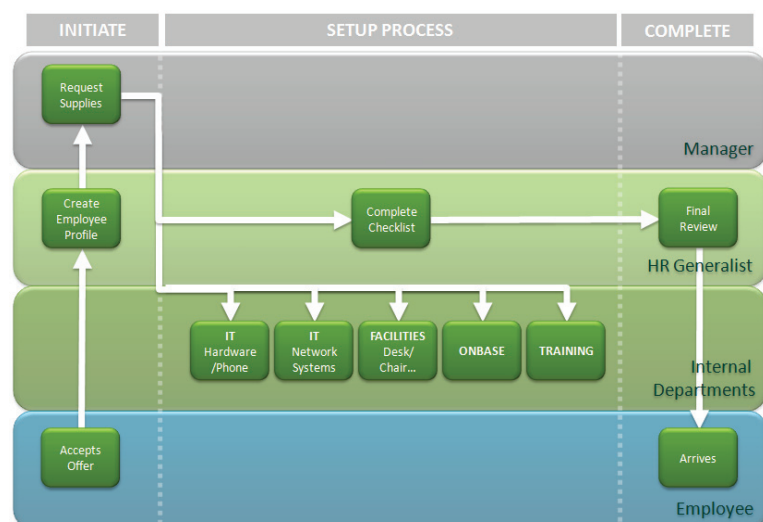 INITIATE
SETUP PROCESS
COMPLETE
Request
Supplies
Manager
Create
Employee
Profile
Complete
Checklist
Final
Review
HR Generalist
IT
Hardware
/Phone
IT
Network
Systems
FACILITIES
Desk/
Chair...
ONBASE
TRAINING
Internal
Departments
Accepts
Offer
Arrives
Employee